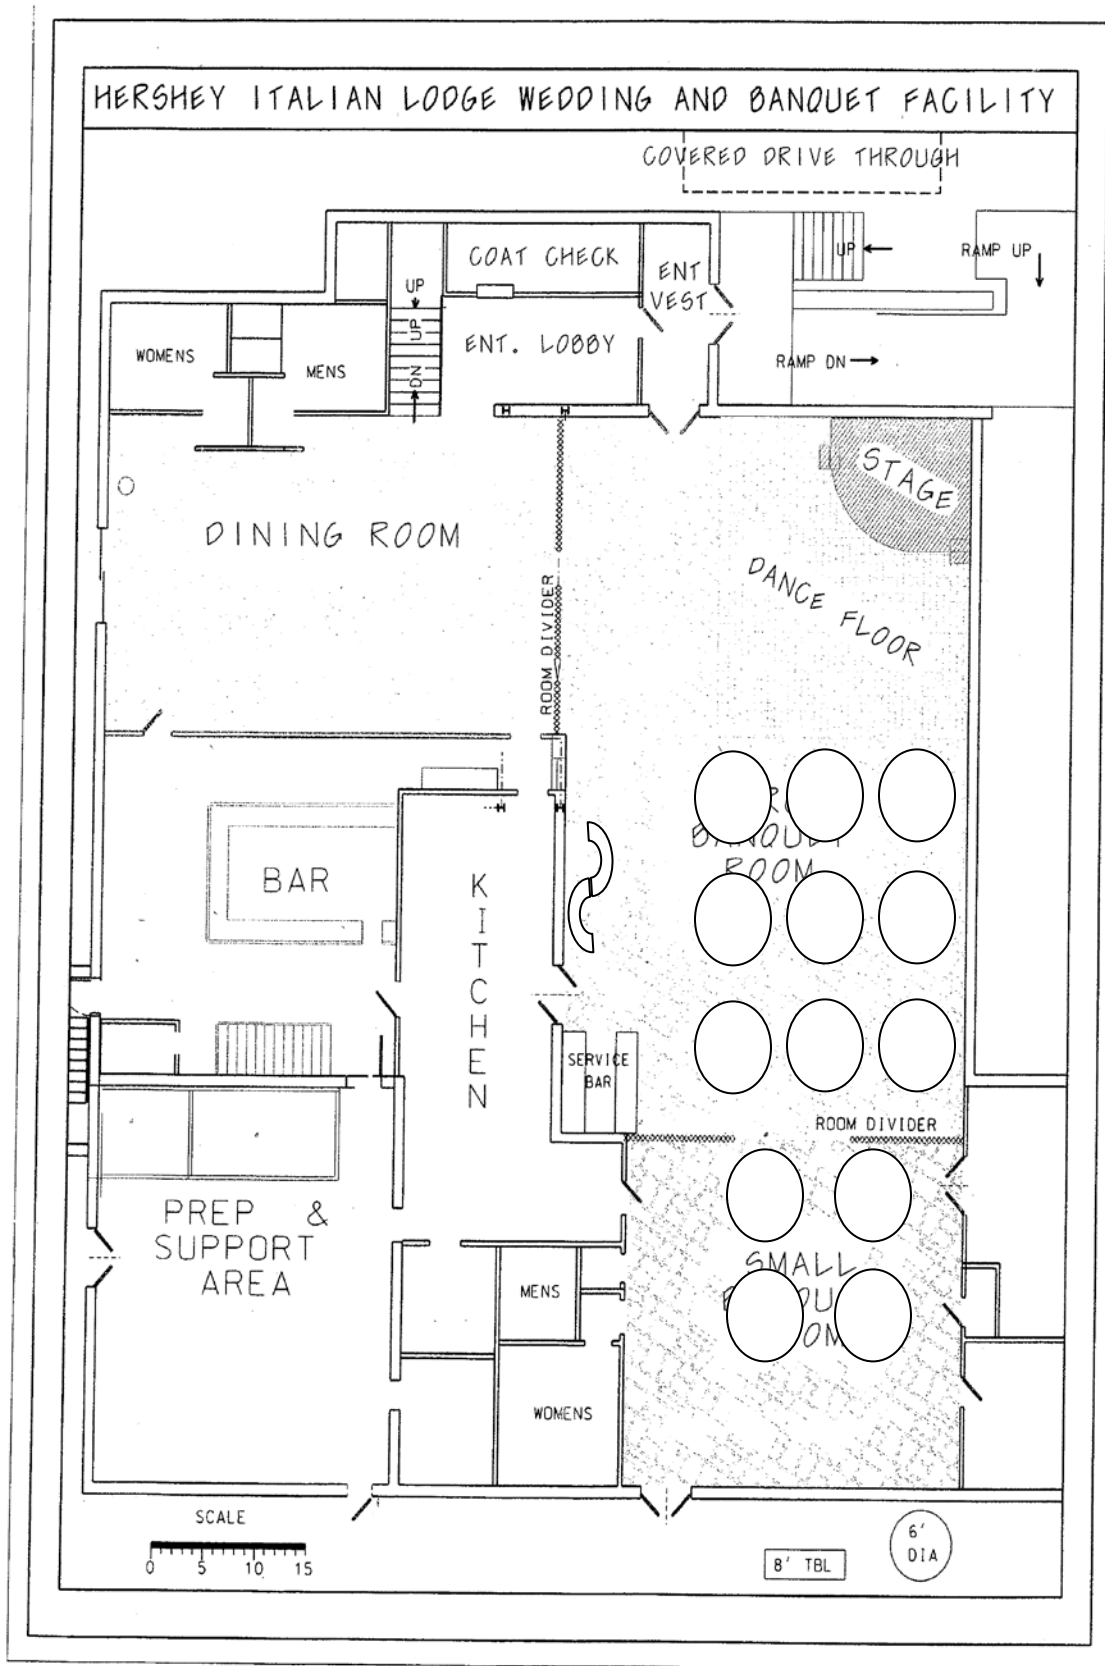 HERSHEY ITALIAN LODGE WEDDING AND BANQUET FACILITY
COVERED DRIVE THROUGH
COAT CHECK
ENT
VEST
UP
RAMP UP
UP
UP
DN
WOMENS
MENS
ENT. LOBBY
RAMP DN
STAGE
DINING ROOM
DANCE FLOOR
ROOM DIVIDER
ROOM
BAR
KITCHEN
SERVICE
BAR
ROOM DIVIDER
PREP &
SUPPORT
AREA
SMALL
MENS
WOMENS
SCALE
0 5 10 15
6'
DIA
8' TBL